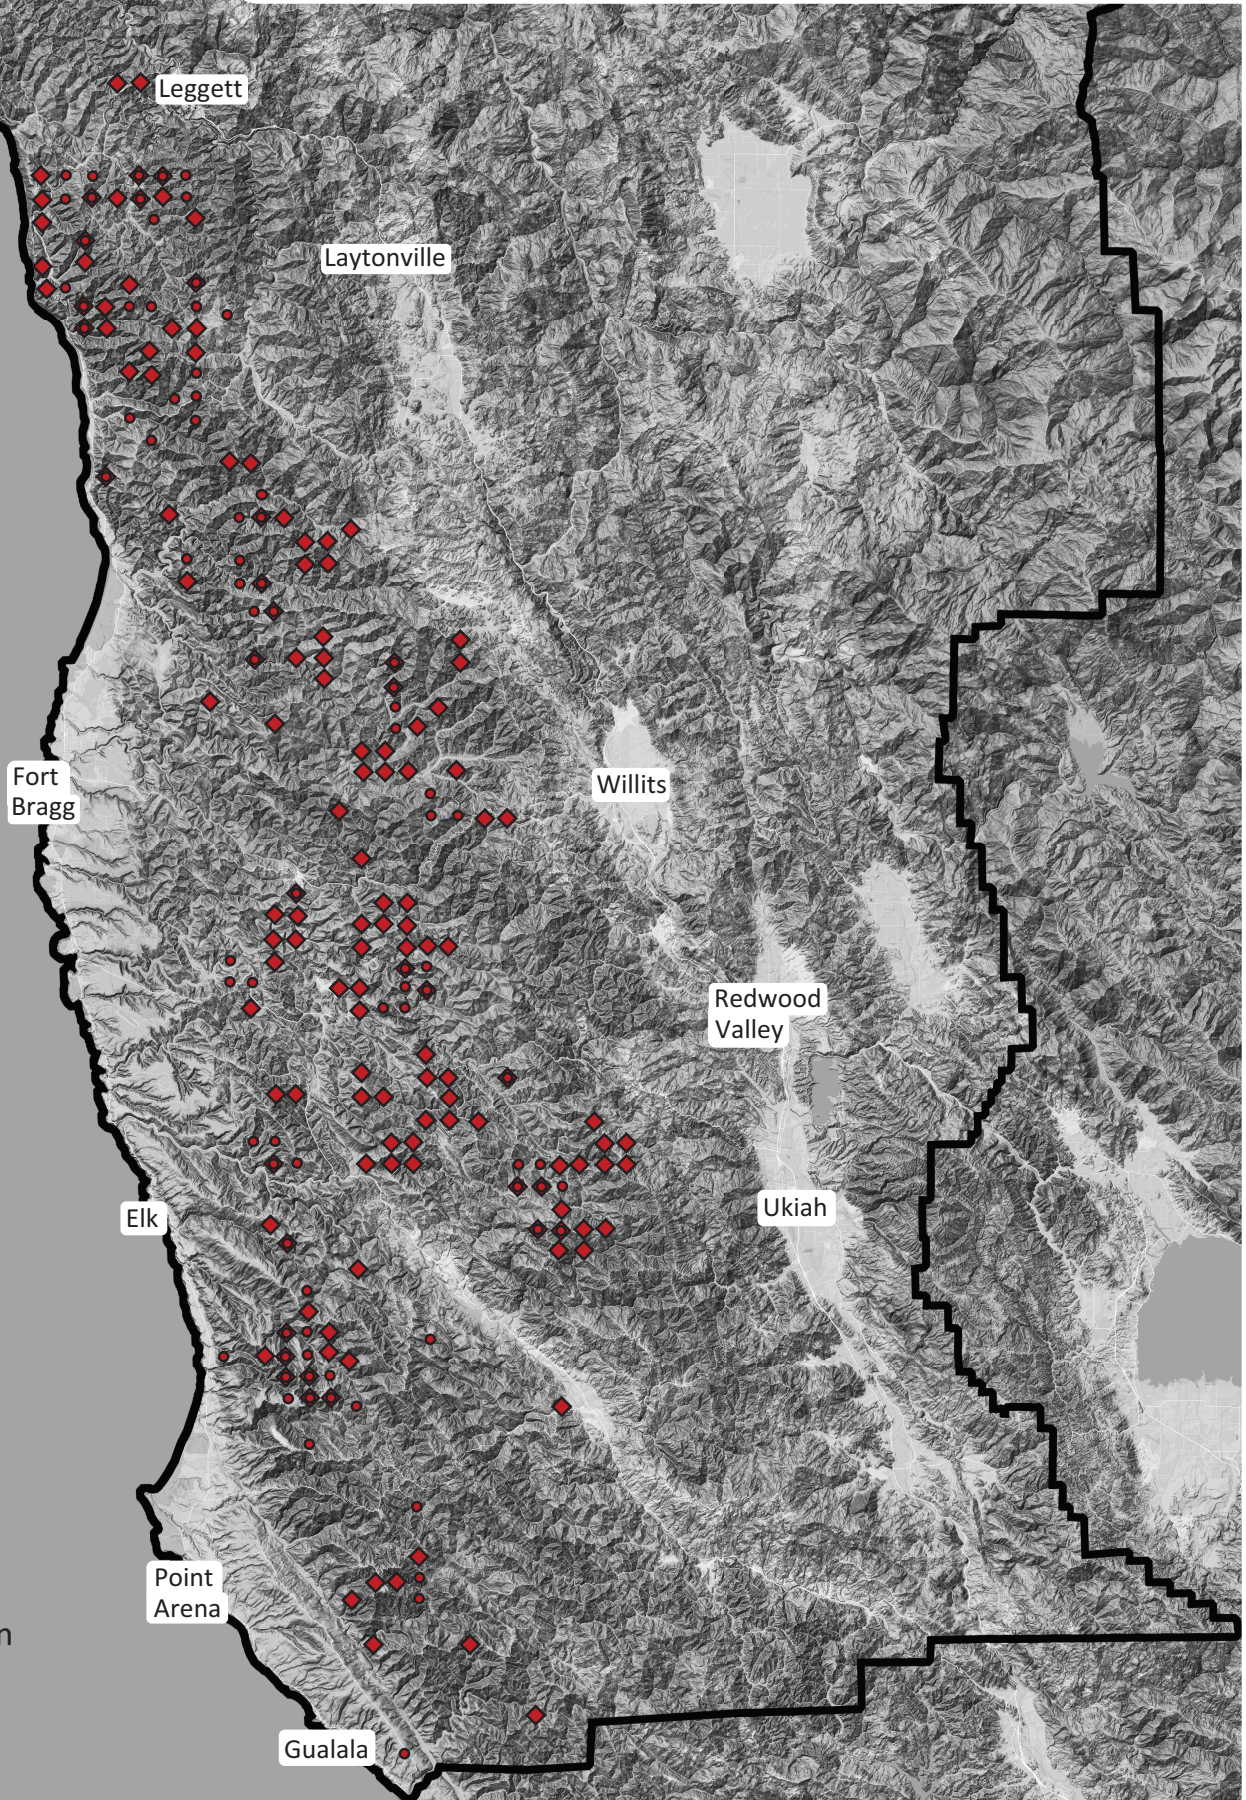 Leggett
Laytonville
Fort
Bragg
Willits
Redwood
Valley
Ukiah
Elk
Point
Arena
n
Gualala